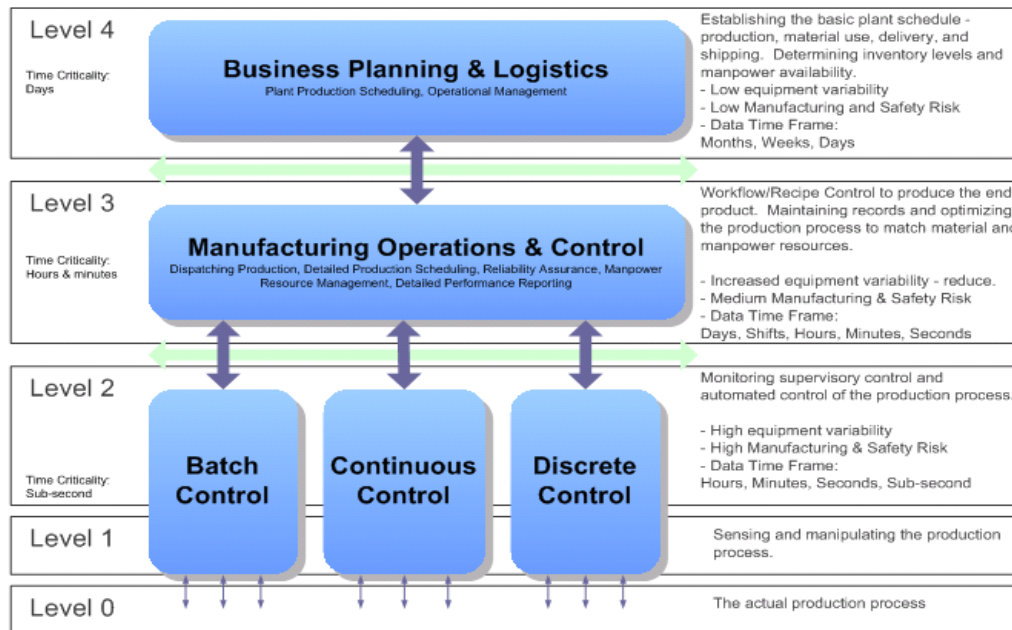 Level 4
Time Criticality:
Days
Business Planning & Logistics
Plant Production Scheduling, Operational Management
Establishing the basic plant schedule -
production, material use, delivery, and
shipping.  Determining inventory levels and
manpower availability.
- Low equipment variability
- Low Manufacturing and Safety Risk
- Data Time Frame:
Months, Weeks, Days
Level 3
Time Criticality:
Hours & minutes
Manufacturing Operations & Control
Dispatching Production, Detailed Production Scheduling, Reliability Assurance, Manpower
Resource Management, Detailed Performance Reporting
Workflow/Recipe Control to produce the end
product.  Maintaining records and optimizing
the production process to match material and
manpower resources.
- Increased equipment variability - reduce.
- Medium Manufacturing & Safety Risk
- Data Time Frame:
Days, Shifts, Hours, Minutes, Seconds
Level 2
Time Criticality:
Sub-second
Batch
Control
Continuous
Control
Discrete
Control
Monitoring supervisory control and
automated control of the production process.
- High equipment variability
- High Manufacturing & Safety Risk
- Data Time Frame:
Hours, Minutes, Seconds, Sub-second
Level 1
Sensing and manipulating the production
process.
Level 0
The actual production process